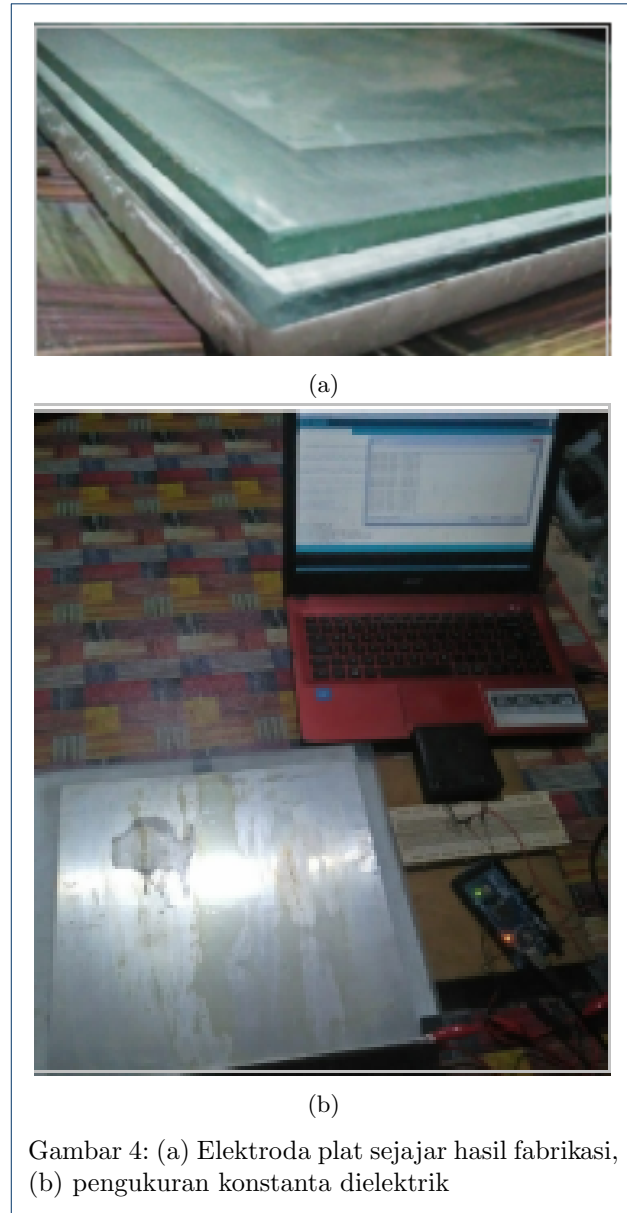 (a)
(b)
Gambar 4: (a) Elektroda plat sejajar hasil fabrikasi,
(b) pengukuran konstanta dielektrik